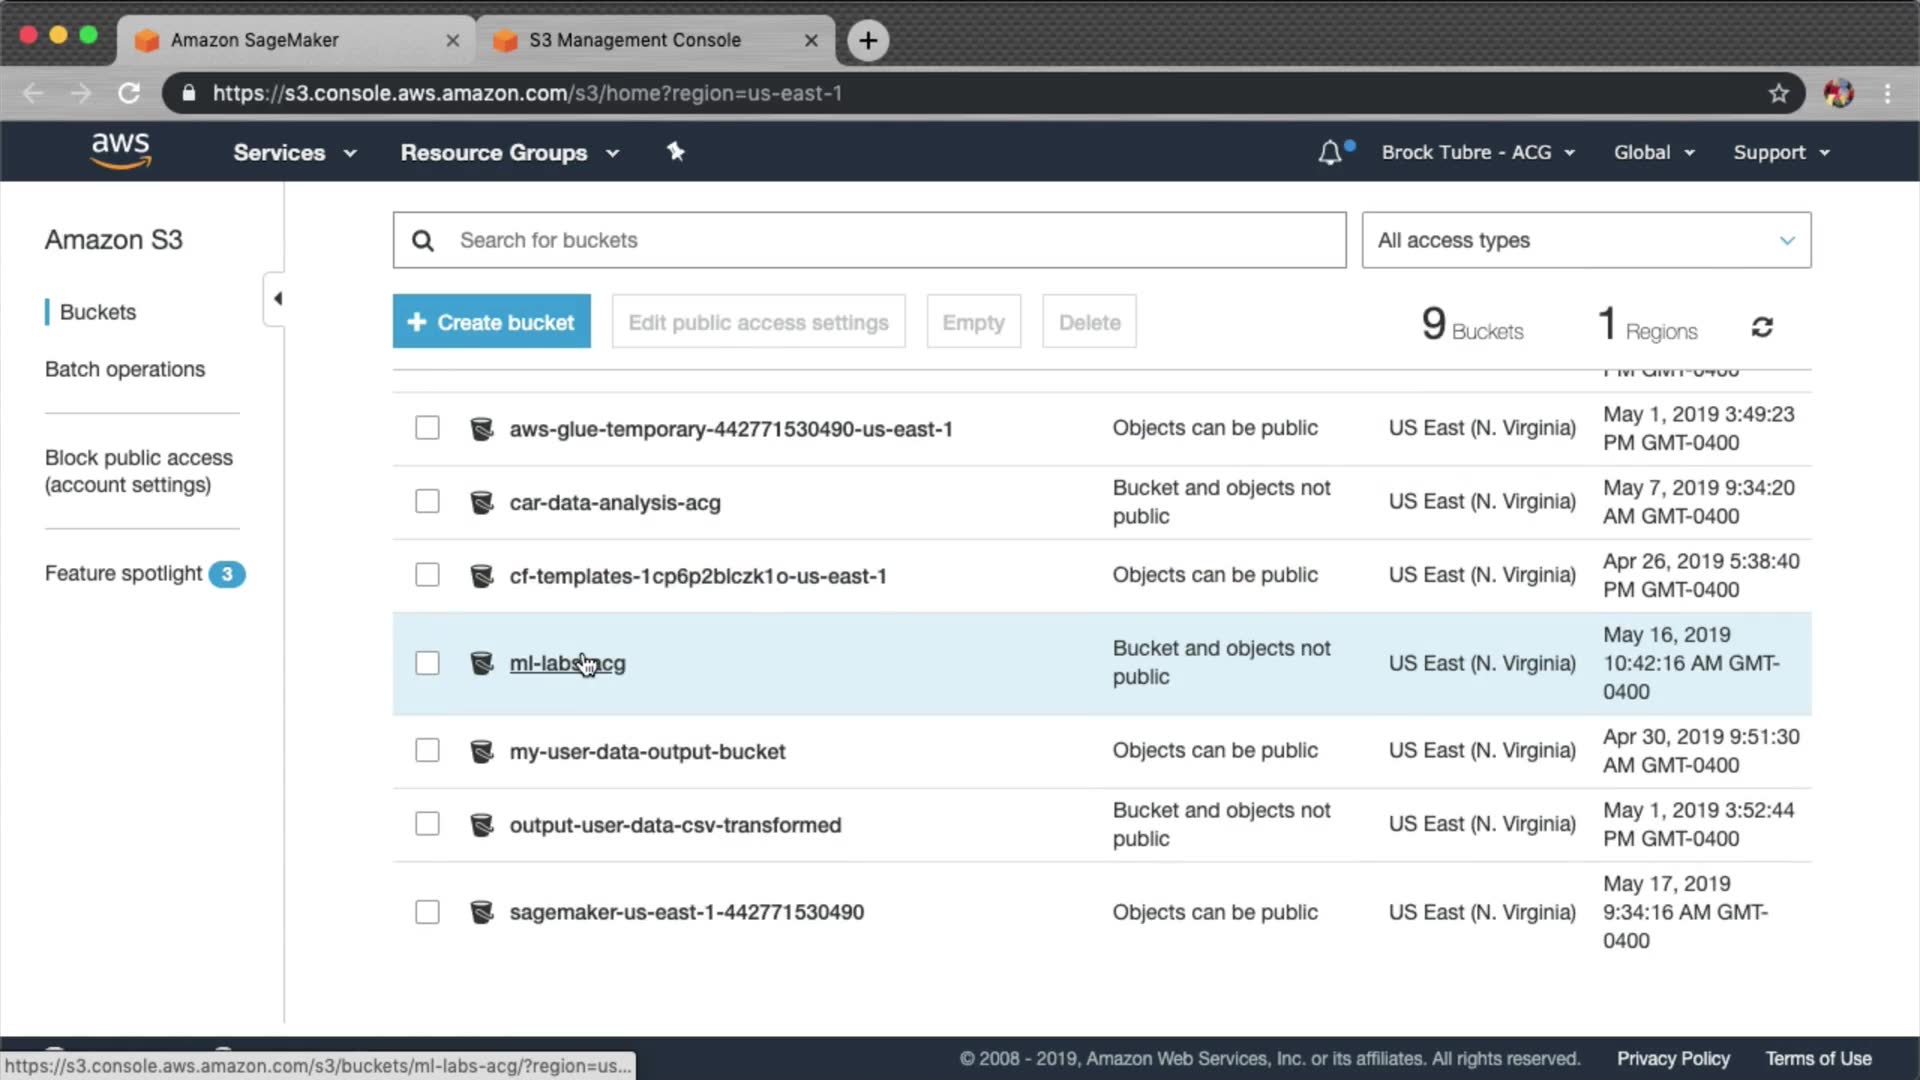 Amazon SageMaker
S3 Management Console
https://s3.console.aws.amazon.com/s3/home?region=us-east-1
aws
Services
Resource Groups
Brock Tubre - ACG
Global
Support
Amazon S3
Buckets
Batch operations
Block public access
(account settings)
Feature spotlight 3
Search for buckets
All access types
+ Create bucket
Edit public access settings
Empty
Delete
9 Buckets
1 Regions
PM GMT-0400
aws-glue-temporary-442771530490-us-east-1
Objects can be public
US East (N. Virginia)
May 1, 2019 3:49:23
PM GMT-0400
car-data-analysis-acg
Bucket and objects not
public
US East (N. Virginia)
May 7, 2019 9:34:20
AM GMT-0400
cf-templates-1cp6p2blczk1o-us-east-1
Objects can be public
US East (N. Virginia)
Apr 26, 2019 5:38:40
PM GMT-0400
ml-labs-acg
Bucket and objects not
public
US East (N. Virginia)
May 16, 2019
10:42:16 AM GMT-
0400
my-user-data-output-bucket
Objects can be public
US East (N. Virginia)
Apr 30, 2019 9:51:30
AM GMT-0400
output-user-data-csv-transformed
Bucket and objects not
public
US East (N. Virginia)
May 1, 2019 3:52:44
PM GMT-0400
sagemaker-us-east-1-442771530490
Objects can be public
US East (N. Virginia)
May 17, 2019
9:34:16 AM GMT-
0400
https://s3.console.aws.amazon.com/s3/buckets/ml-labs-acg/?region=us...
© 2008 - 2019, Amazon Web Services, Inc. or its affiliates. All rights reserved.
Privacy Policy
Terms of Use